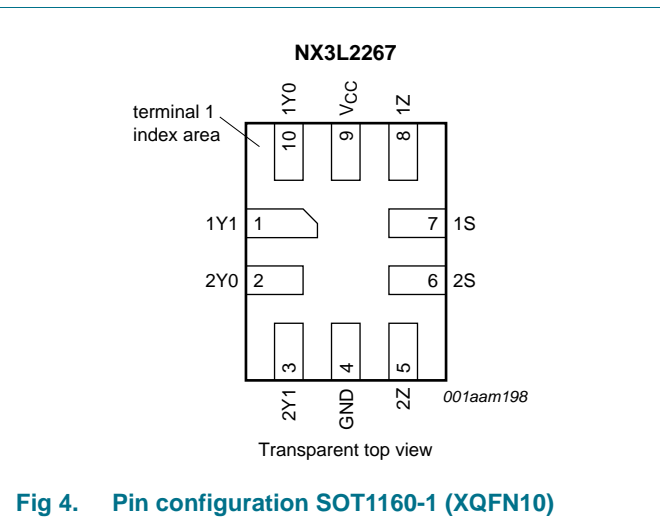 NX3L2267
1Y0 VCC 1Z
terminal 1
index area
10 9 8
1Y1 1 7 1S
2Y0 2 6 2S
3 4 5
2Y1 GND 2Z
001aam198
Transparent top view
Fig 4. Pin configuration SOT1160-1 (XQFN10)